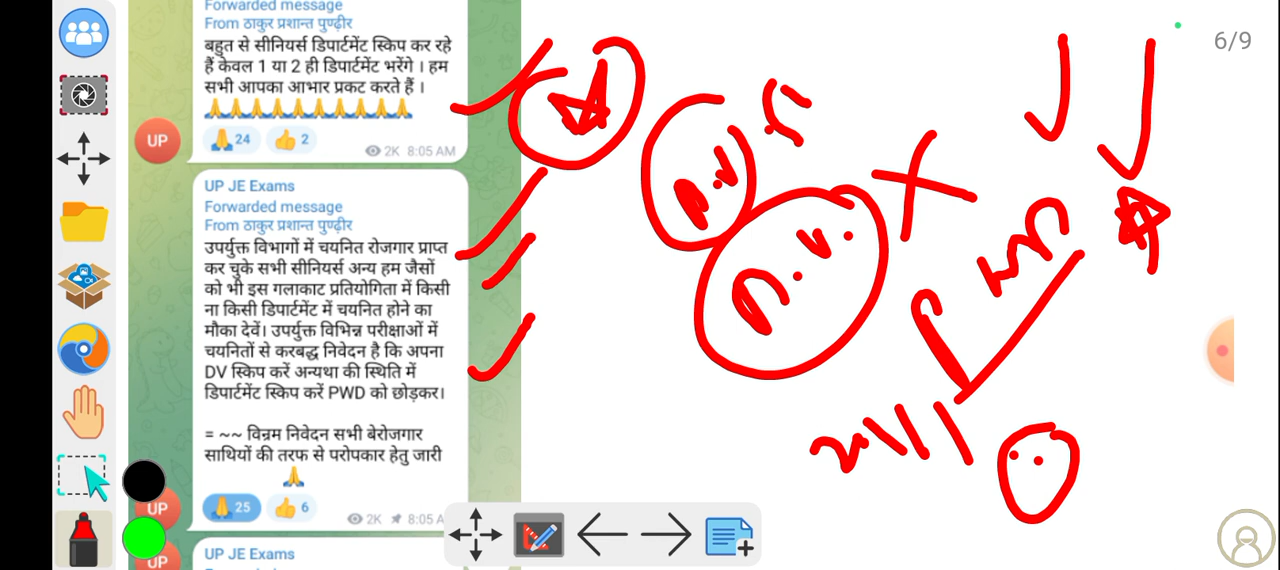 Forwarded message
From ठाकुर प्रशान्त पुण्ढ़ीर
बहुत से सीनियर्स डिपार्टमेंट स्किप कर रहे
हैं केवल 1 या 2 ही डिपार्टमेंट भरेंगे । हम
सभी आपका आभार प्रकट करते हैं ।
🙏🙏🙏🙏🙏🙏🙏🙏🙏🙏
🙏 24 👍 2
2K 8:05 AM
UP
UP JE Exams
Forwarded message
From ठाकुर प्रशान्त पुण्ढ़ीर
उपर्युक्त विभागों में चयनित रोजगार प्राप्त
कर चुके सभी सीनियर्स अन्य हम जैसों
को भी इस गलाकाट प्रतियोगिता में किसी
ना किसी डिपार्टमेंट में चयनित होने का
मौका देवें। उपर्युक्त विभिन्न परीक्षाओं में
चयनितों से करबद्ध निवेदन है कि अपना
DV स्किप करें अन्यथा की स्थिति में
डिपार्टमेंट स्किप करें PWD को छोड़कर।
= ~~ विनम्र निवेदन सभी बेरोजगार
साथियों की तरफ से परोपकार हेतु जारी
🙏
🙏 25 👍 6
2K 8:05 A
UP
UP JE Exams
UP
6/9
D.V.
D.V.